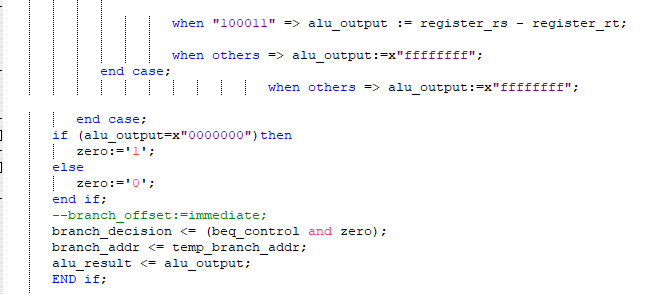 when "100011" => alu_output := register_rs - register_rt;
when others => alu_output:=x"ffffffff";
end case;
when others => alu_output:=x"ffffffff";
end case;
if (alu_output=x"0000000")then
zero:='1';
else
zero:='0';
end if;
--branch_offset:=immediate;
branch_decision <= (beq_control and zero);
branch_addr <= temp_branch_addr;
alu_result <= alu_output;
END if;